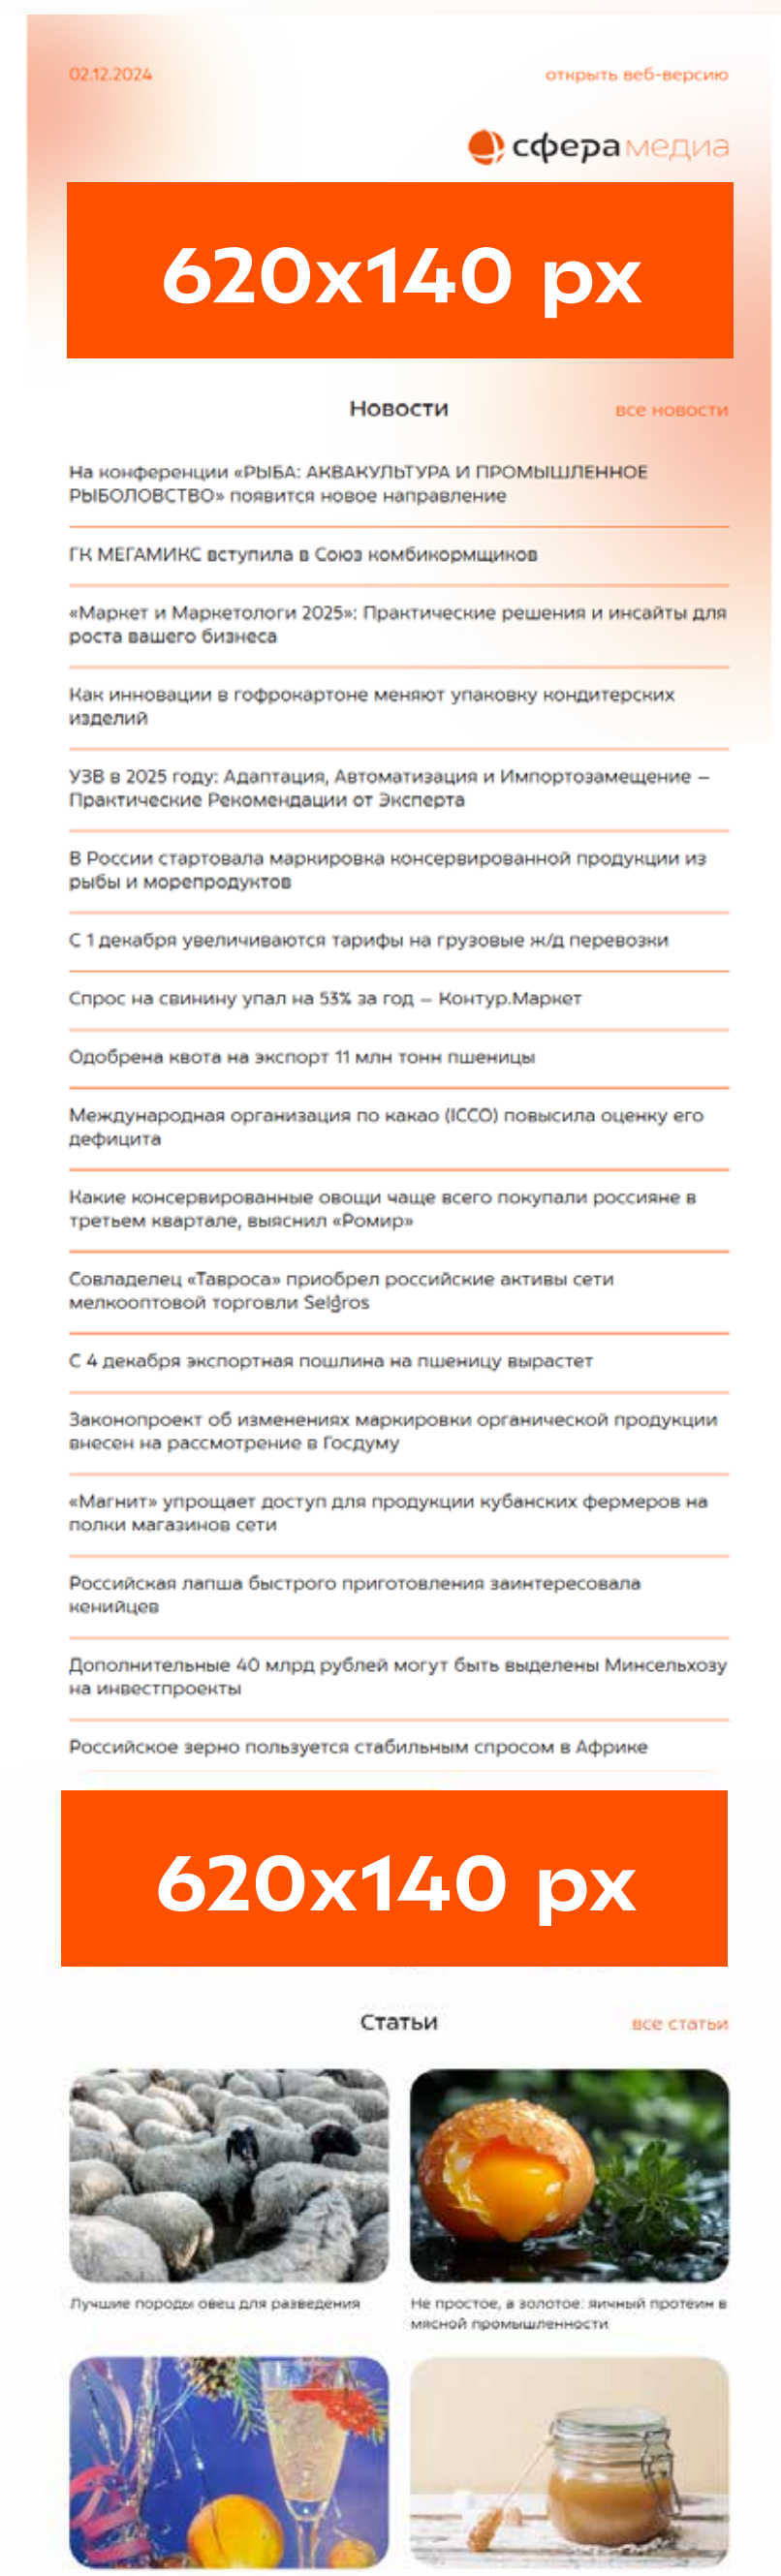 02.12.2024
открыть веб-версию
сфера медиа
620x140 px
Новости
все новости
На конференции «РЫБА: АКВАКУЛЬТУРА И ПРОМЫШЛЕННОЕ
РЫБОЛОВСТВО» появится новое направление
ГК МЕГАМИКС вступила в Союз комбикормщиков
«Маркет и Маркетологи 2025»: Практические решения и инсайты для
роста вашего бизнеса
Как инновации в гофрокартоне меняют упаковку кондитерских
изделий
УЗВ в 2025 году: Адаптация, Автоматизация и Импортозамещение –
Практические Рекомендации от Эксперта
В России стартовала маркировка консервированной продукции из
рыбы и морепродуктов
С 1 декабря увеличиваются тарифы на грузовые ж/д перевозки
Спрос на свинину упал на 53% за год – Контур.Маркет
Одобрена квота на экспорт 11 млн тонн пшеницы
Международная организация по какао (ICCO) повысила оценку его
дефицита
Какие консервированные овощи чаще всего покупали россияне в
третьем квартале, выяснил «Ромир»
Совладелец «Тавроса» приобрел российские активы сети
мелкооптовой торговли Selgros
С 4 декабря экспортная пошлина на пшеницу вырастет
Законопроект об изменениях маркировки органической продукции
внесен на рассмотрение в Госдуму
«Магнит» упрощает доступ для продукции кубанских фермеров на
полки магазинов сети
Российская лапша быстрого приготовления заинтересовала
кенийцев
Дополнительные 40 млрд рублей могут быть выделены Минсельхозу
на инвестпроекты
Российское зерно пользуется стабильным спросом в Африке
620x140 px
Статьи
все статьи
Лучшие породы овец для разведения
Не простое, а золотое: яичный протеин в
мясной промышленности